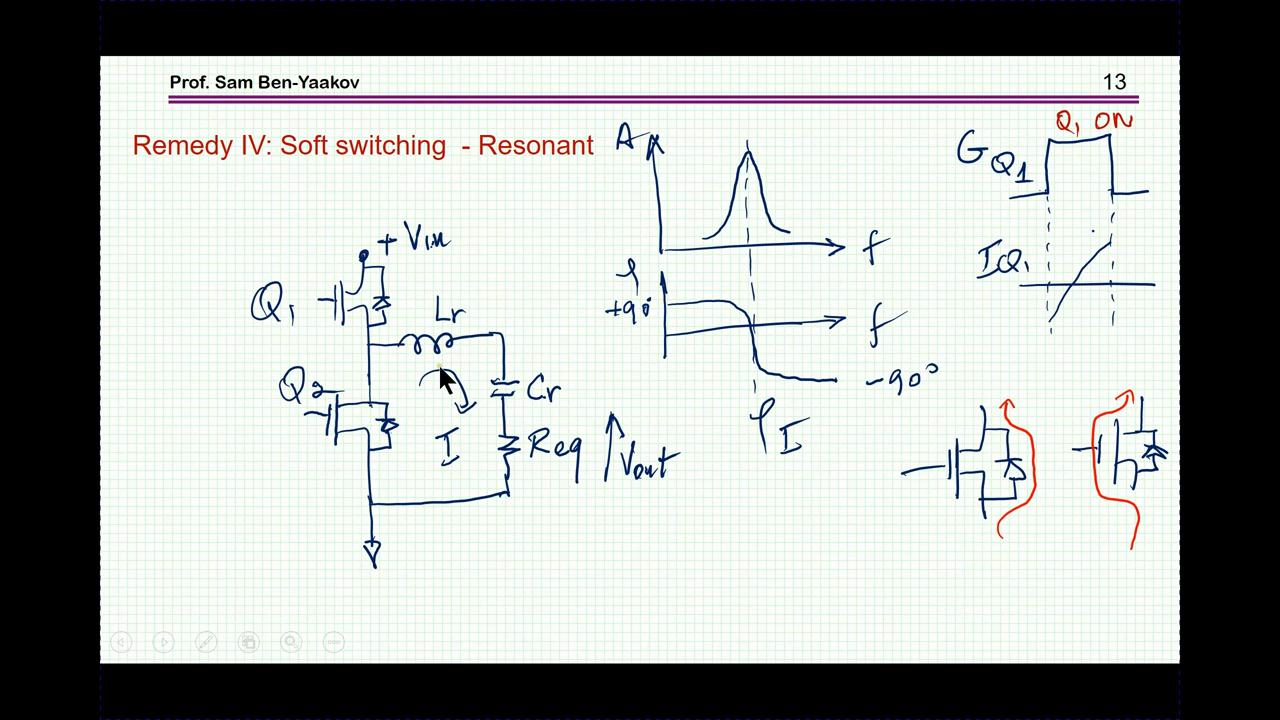 Prof. Sam Ben-Yaakov
13
Remedy IV: Soft switching - Resonant
A
f
φ
+90°
f
-90°
φI
Q1 ON
GQ1
IQ1
+ Vin
Q1
Lr
Q2
Cr
I
Req
Vout